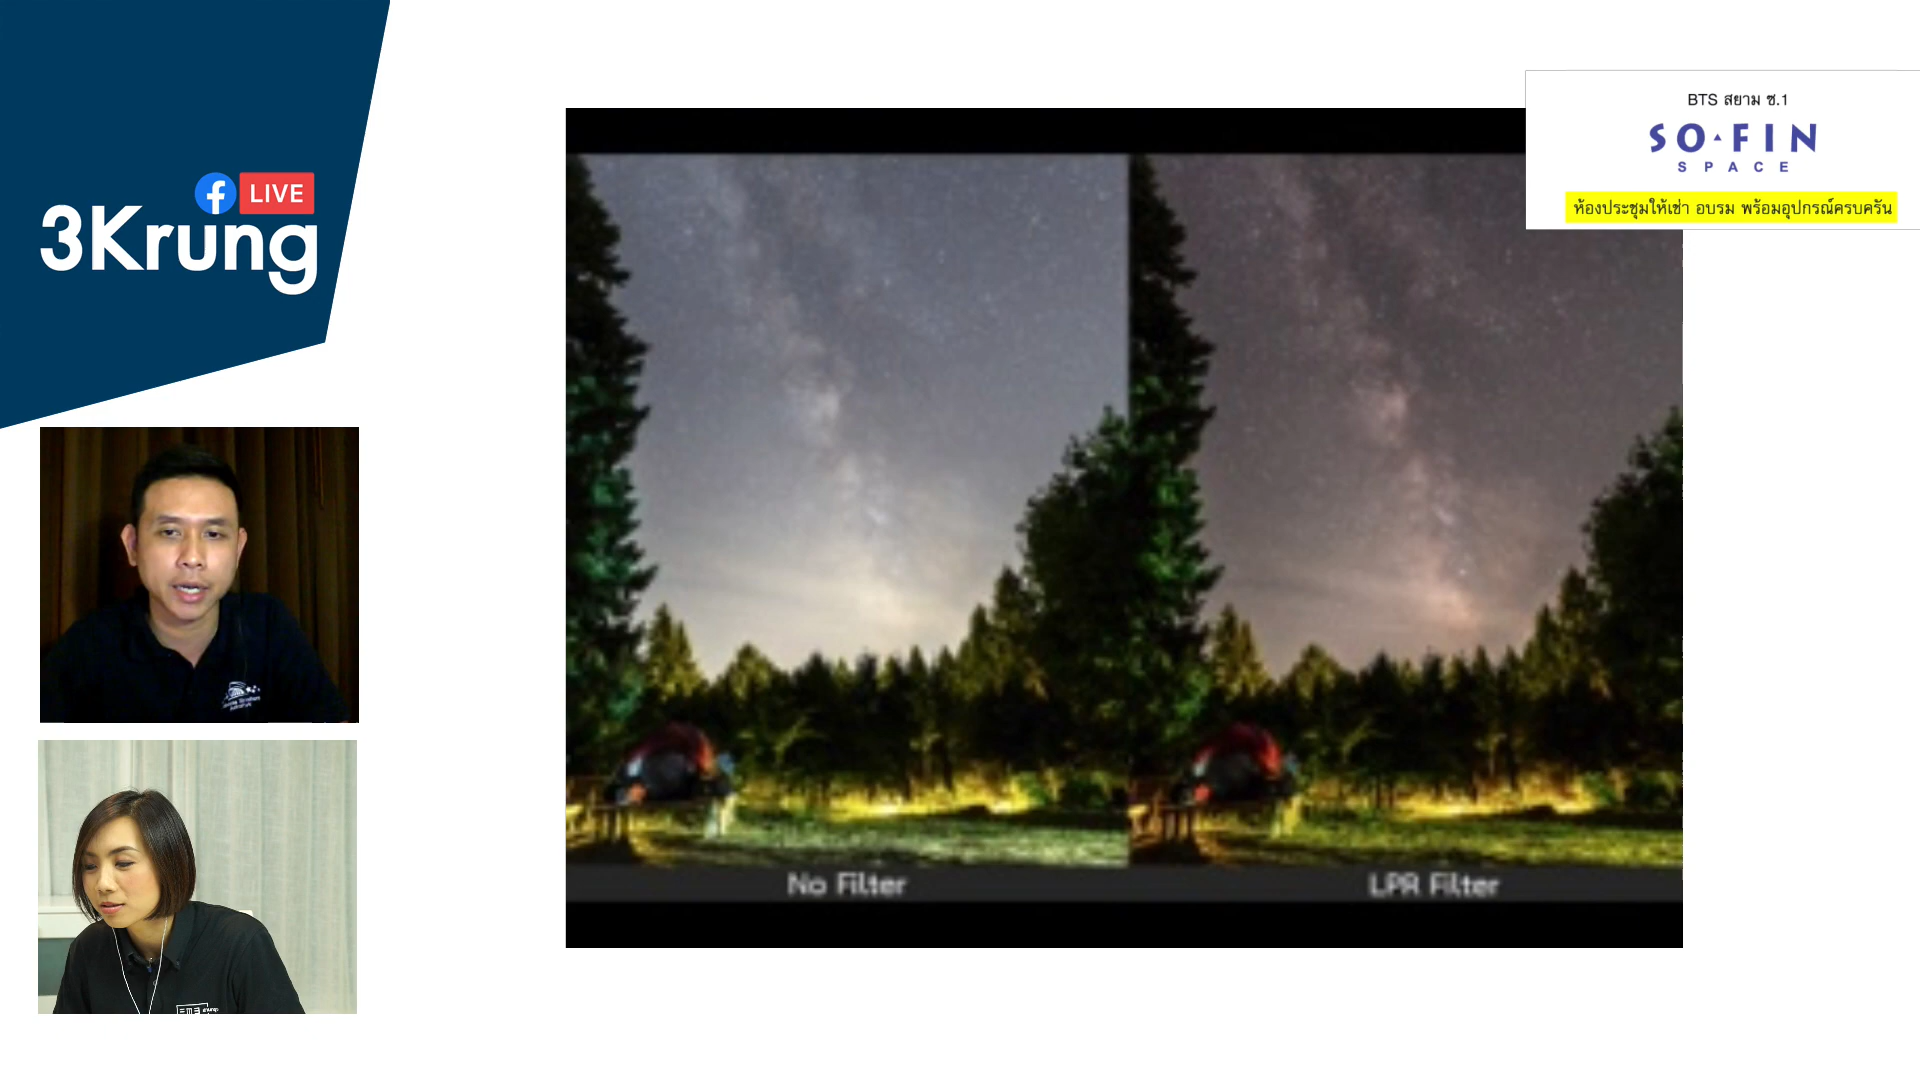 LIVE
3Krung
BTS สยาม ซ.1
SO·FIN
SPACE
ห้องประชุมให้เช่า อบรม พร้อมอุปกรณ์ครบครัน
No Filter
LPR Filter